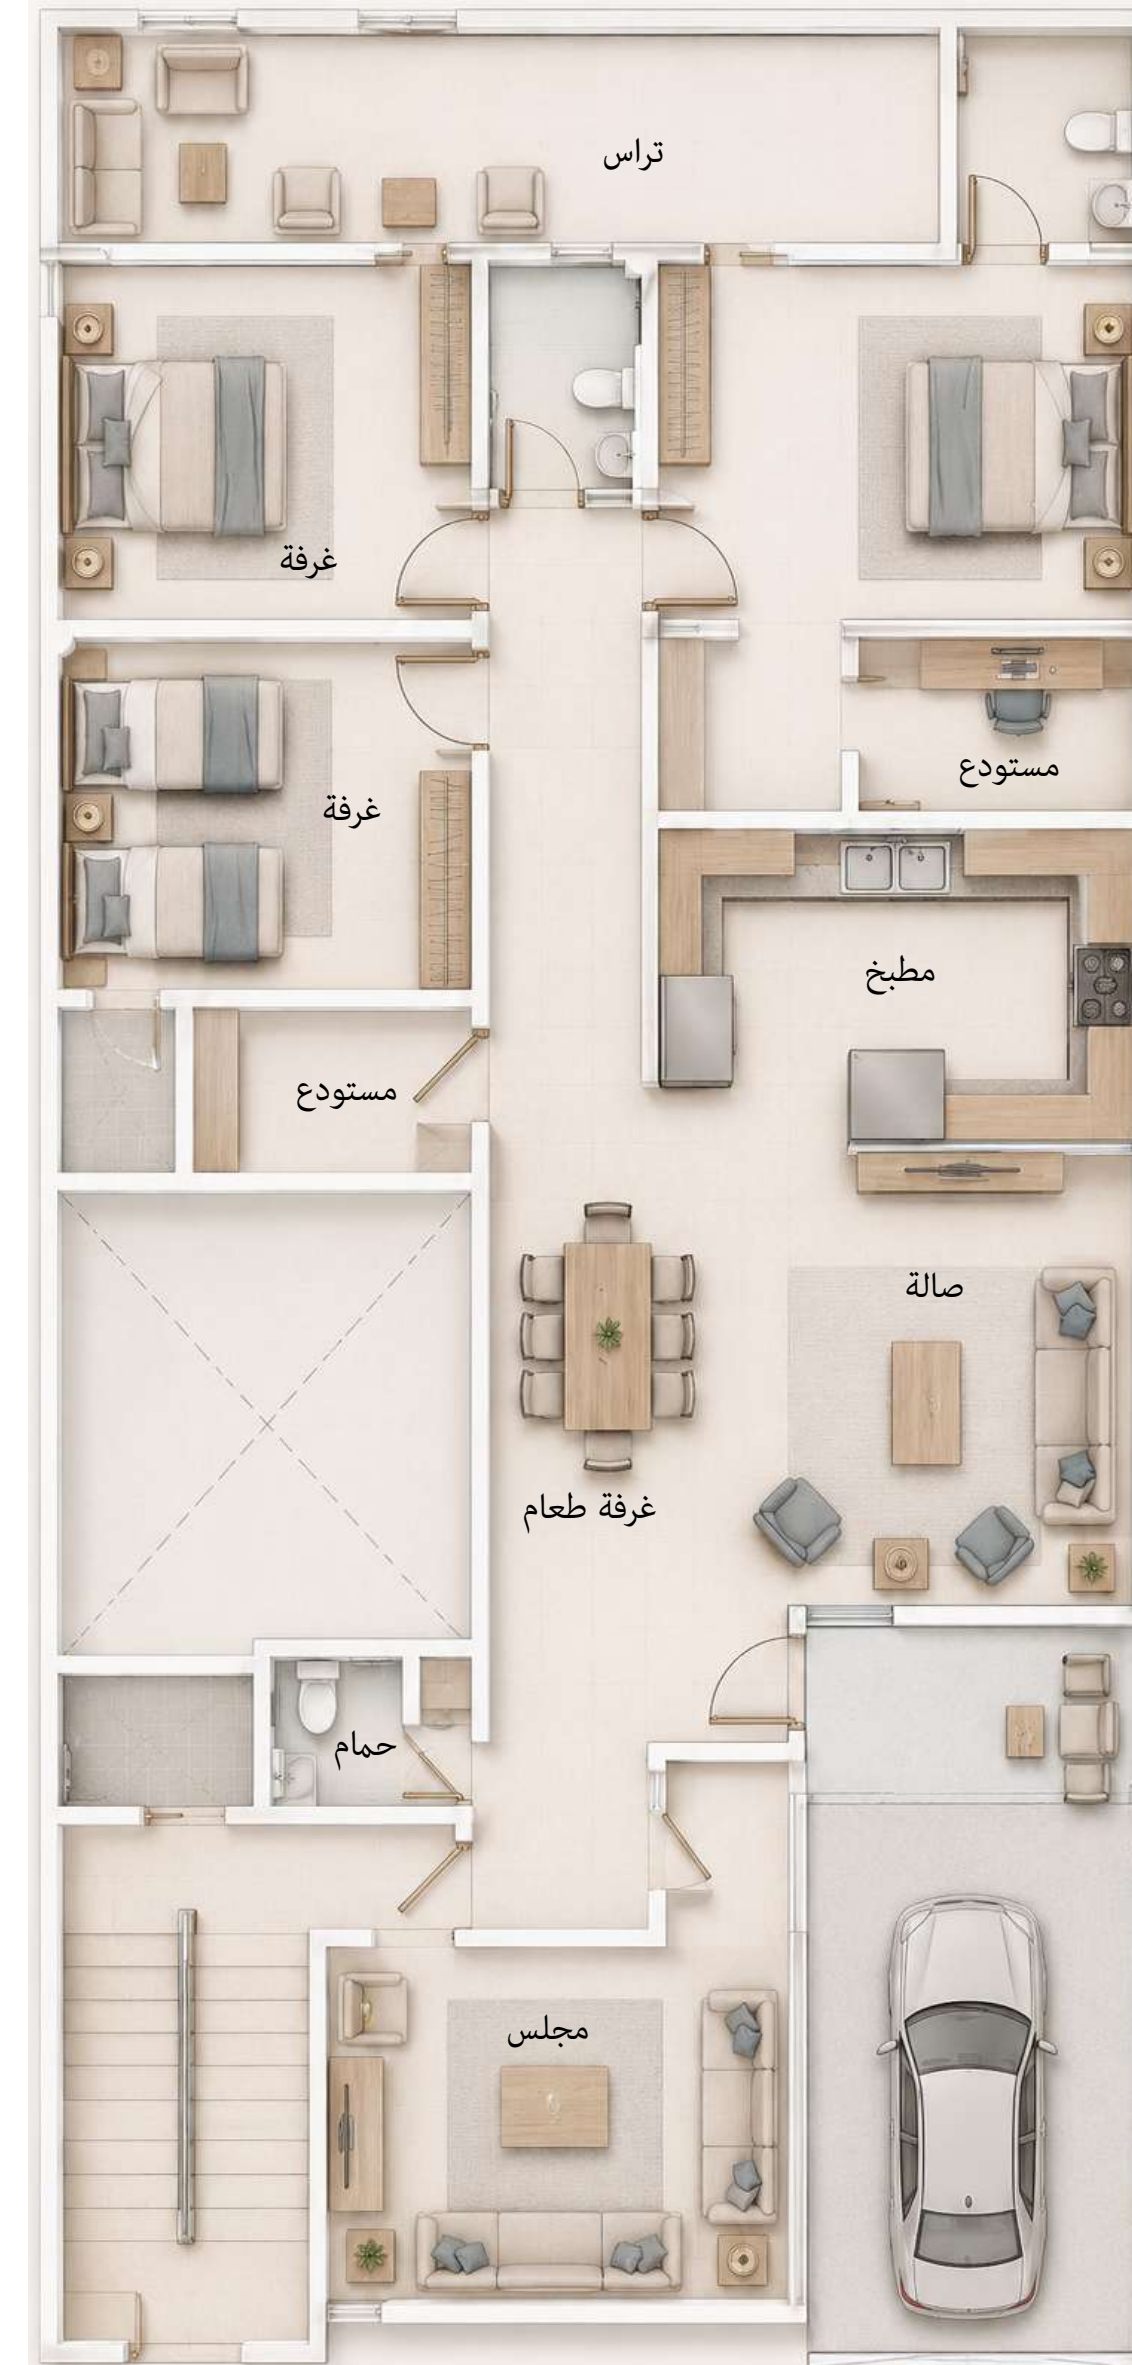 تراس
غرفة
مستودع
غرفة
مطبخ
مستودع
صالة
غرفة طعام
حمام
مجلس